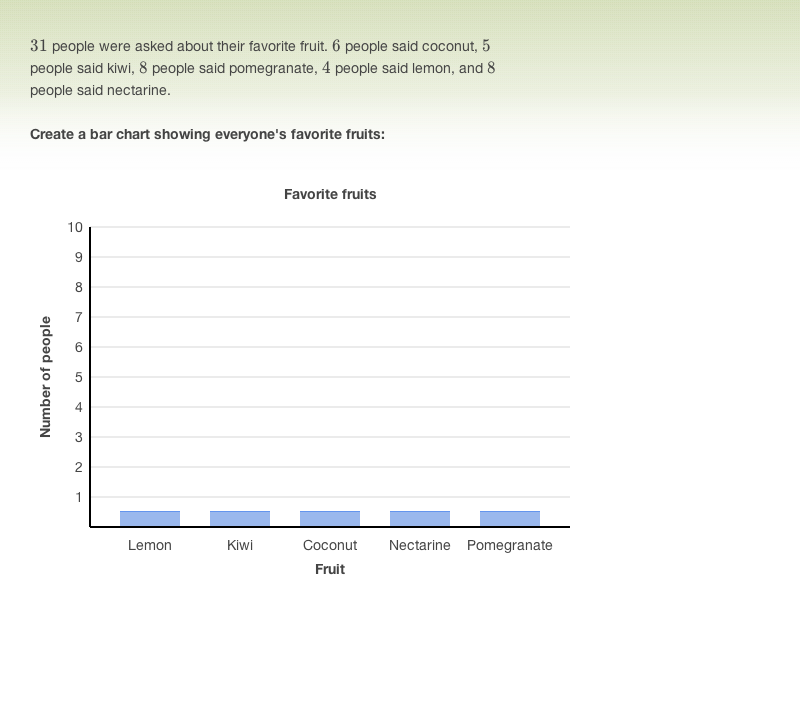 31 people were asked about their favorite fruit. 6 people said coconut, 5
people said kiwi, 8 people said pomegranate, 4 people said lemon, and 8
people said nectarine.
Create a bar chart showing everyone's favorite fruits:
Favorite fruits
10
9
8
7
6
5
4
3
2
1
Number of people
Lemon Kiwi Coconut Nectarine Pomegranate
Fruit